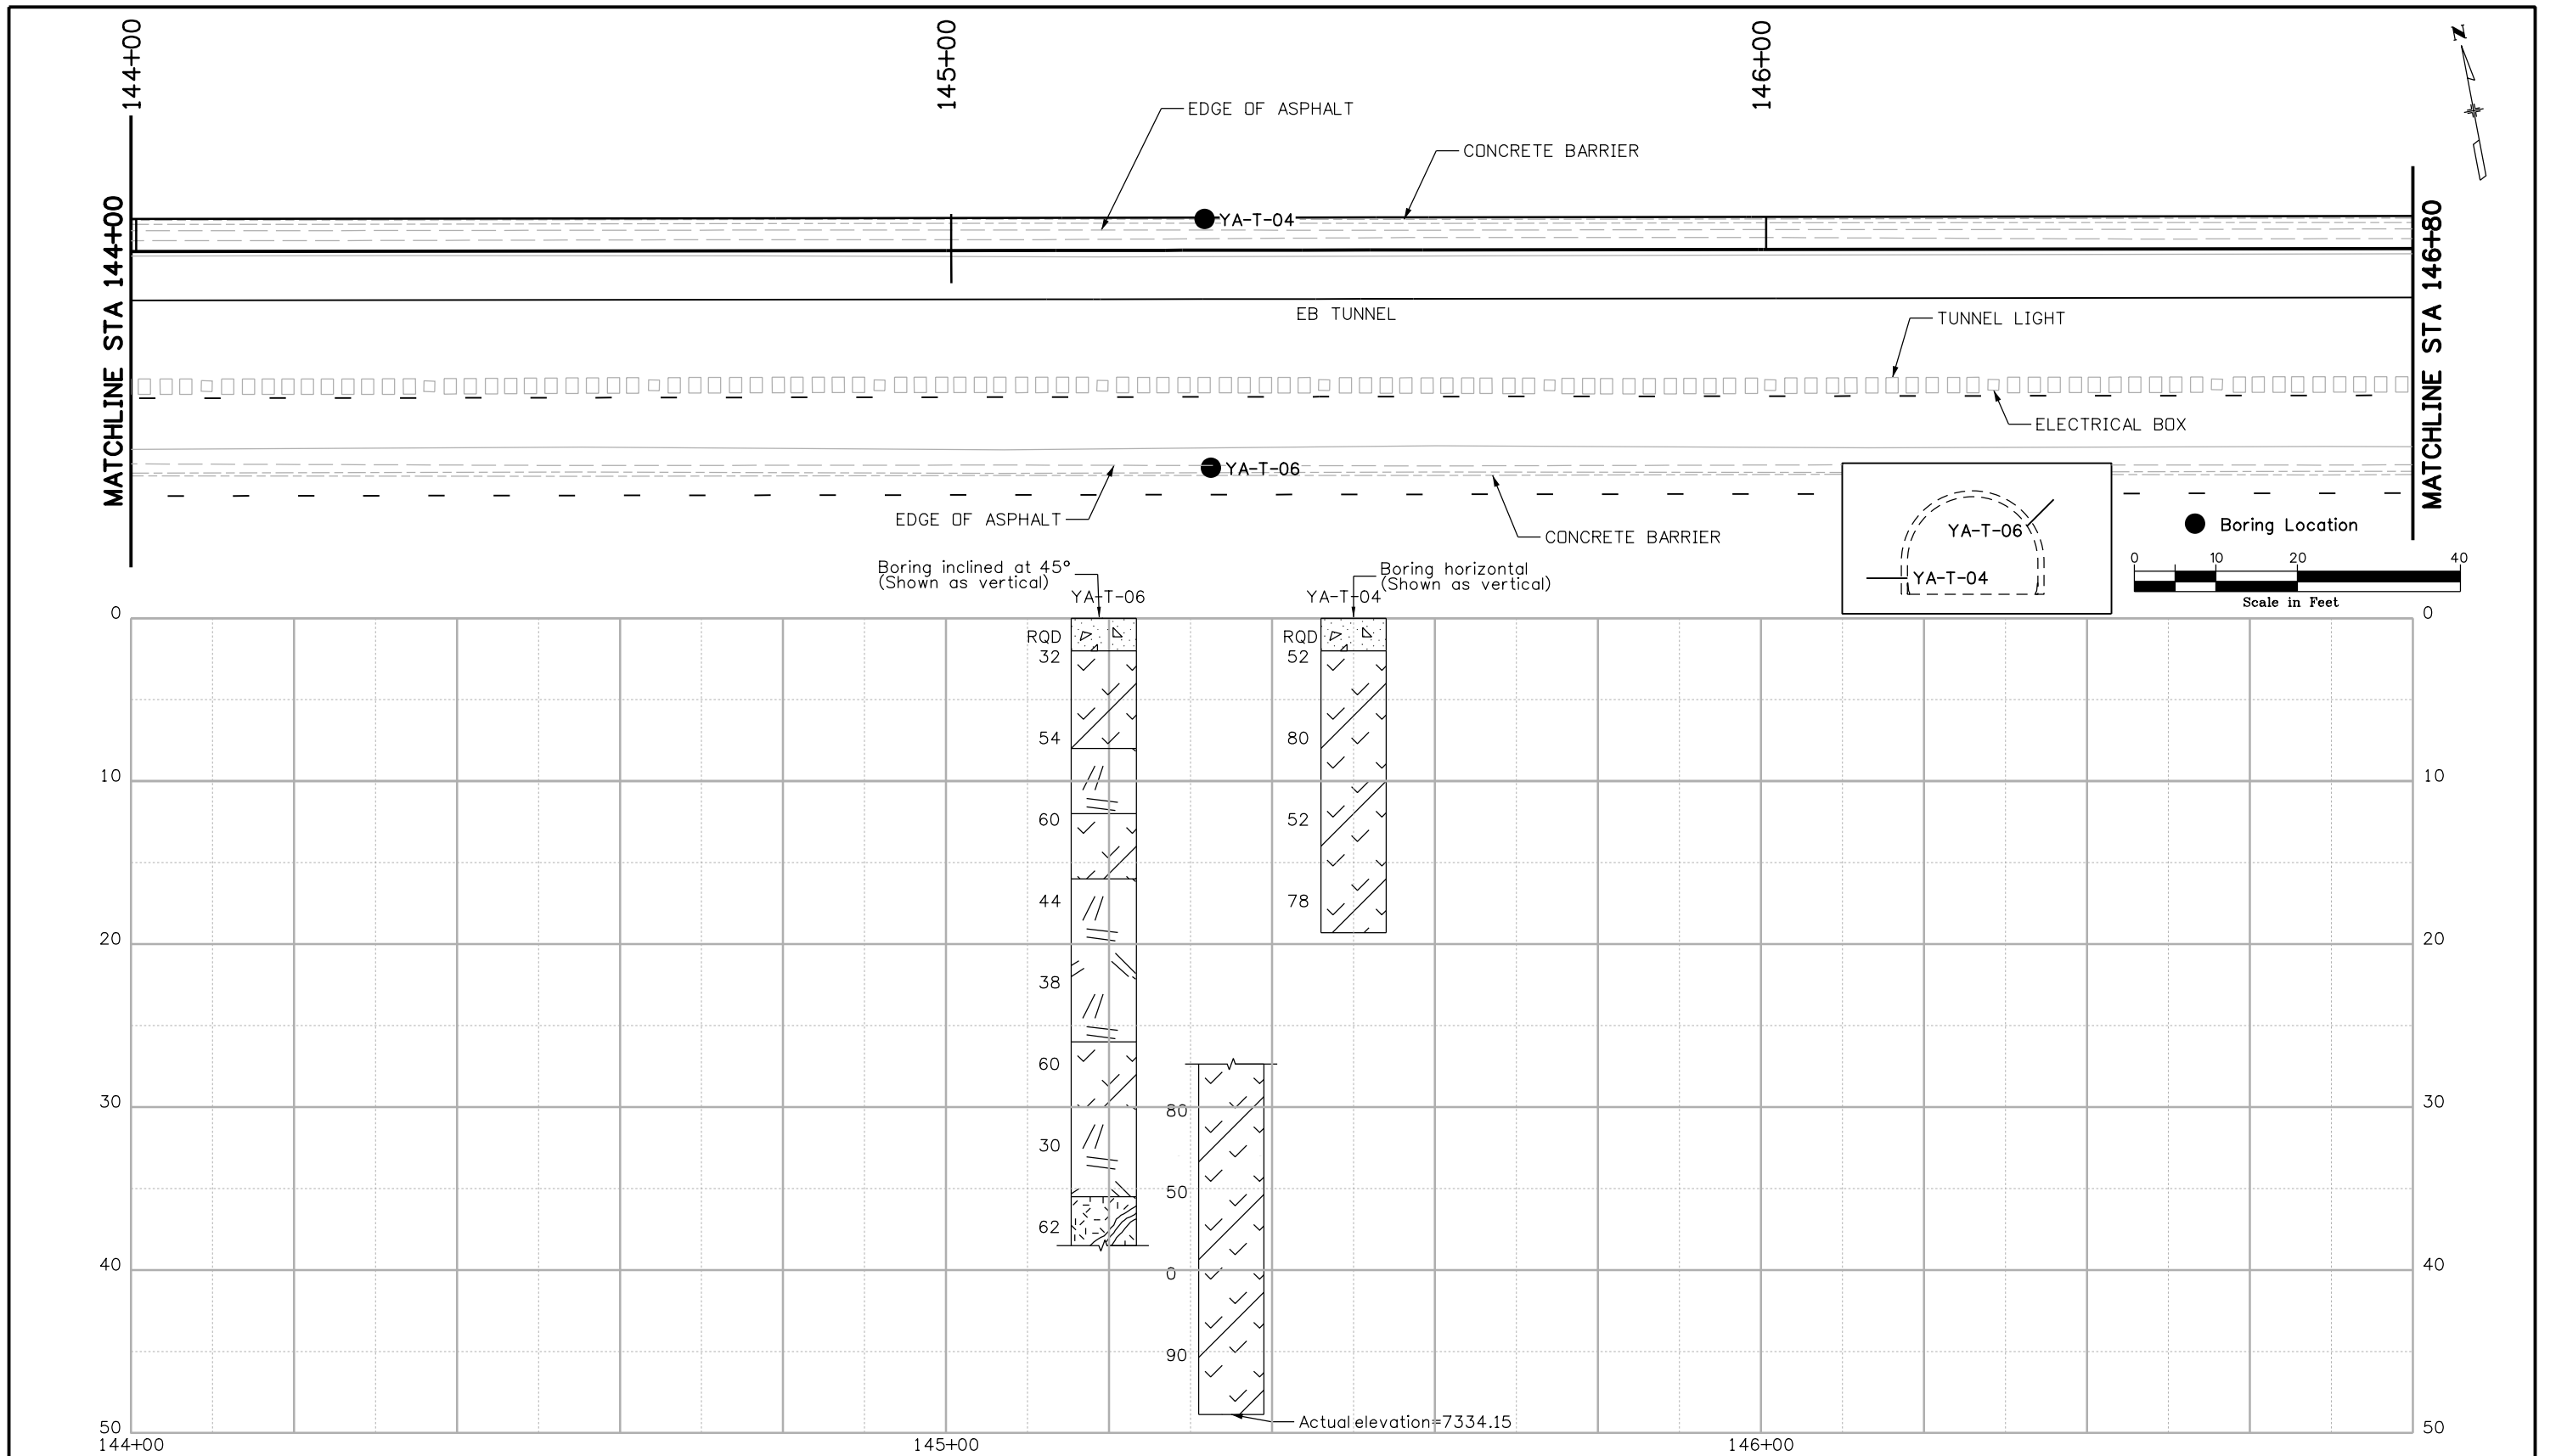 144+00
145+00
146+00
N
EDGE OF ASPHALT
CONCRETE BARRIER
YA-T-04
MATCHLINE STA 144+00
MATCHLINE STA 146+80
EB TUNNEL
TUNNEL LIGHT
ELECTRICAL BOX
YA-T-06
EDGE OF ASPHALT
CONCRETE BARRIER
YA-T-06
YA-T-04
Boring Location
0 10 20 40
Scale in Feet
Boring inclined at 45°
(Shown as vertical)
YA-T-06
Boring horizontal
(Shown as vertical)
YA-T-04
0 0
RQD RQD
32 52
54 80
10 10
60 52
44 78
20 20
38
60
30 30
80
30
50
62
40 40
0
90
Actual elevation=7334.15
50 50
144+00 145+00 146+00